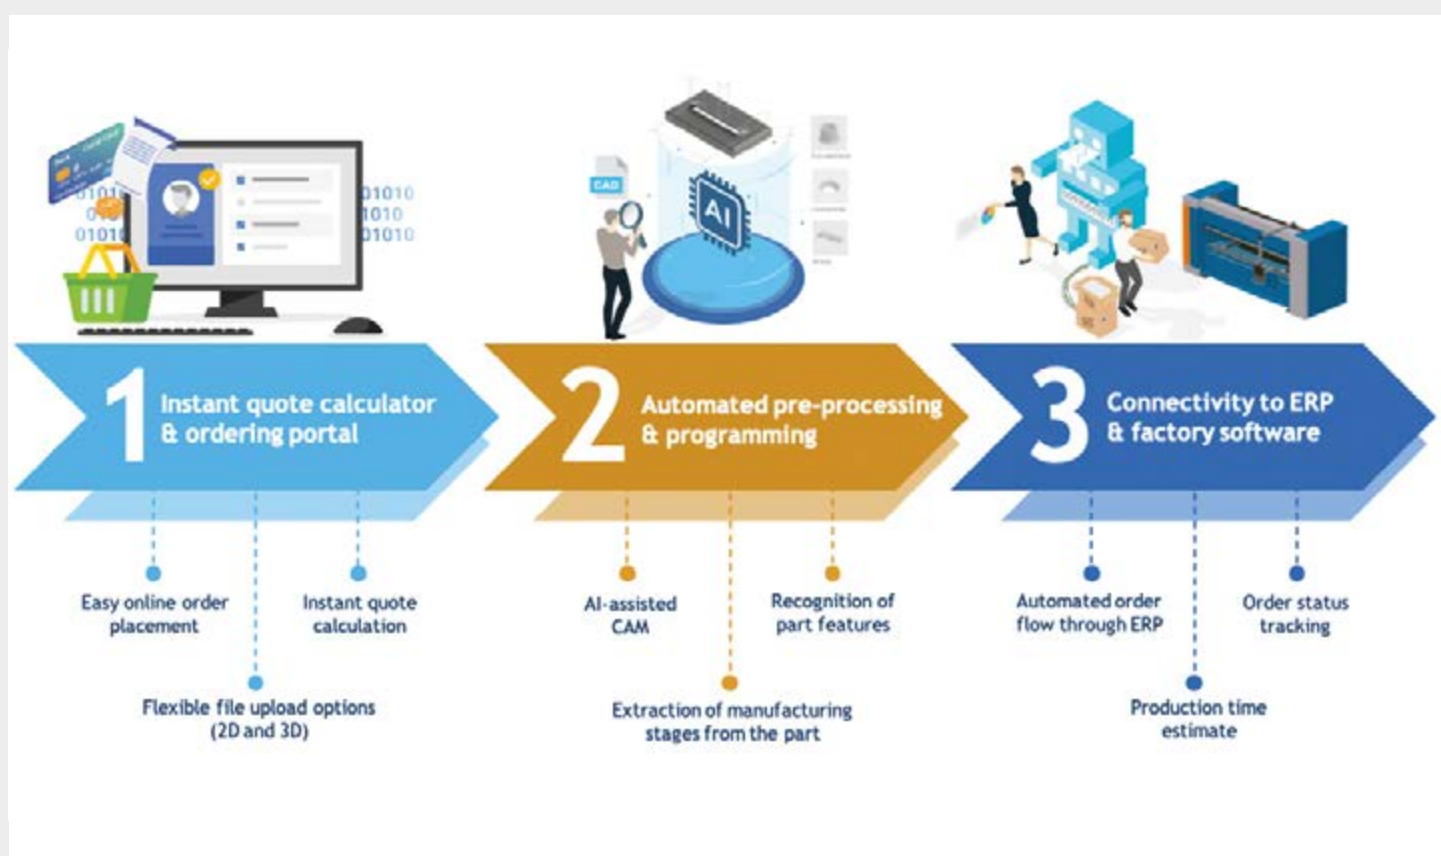 01010
01010
01010
CAD
AI
1
Instant quote calculator
& ordering portal
2
Automated pre-processing
& programming
3
Connectivity to ERP
& factory software
Easy online order
placement
Instant quote
calculation
Flexible file upload options
(2D and 3D)
AI-assisted
CAM
Recognition of
part features
Extraction of manufacturing
stages from the part
Automated order
flow through ERP
Order status
tracking
Production time
estimate